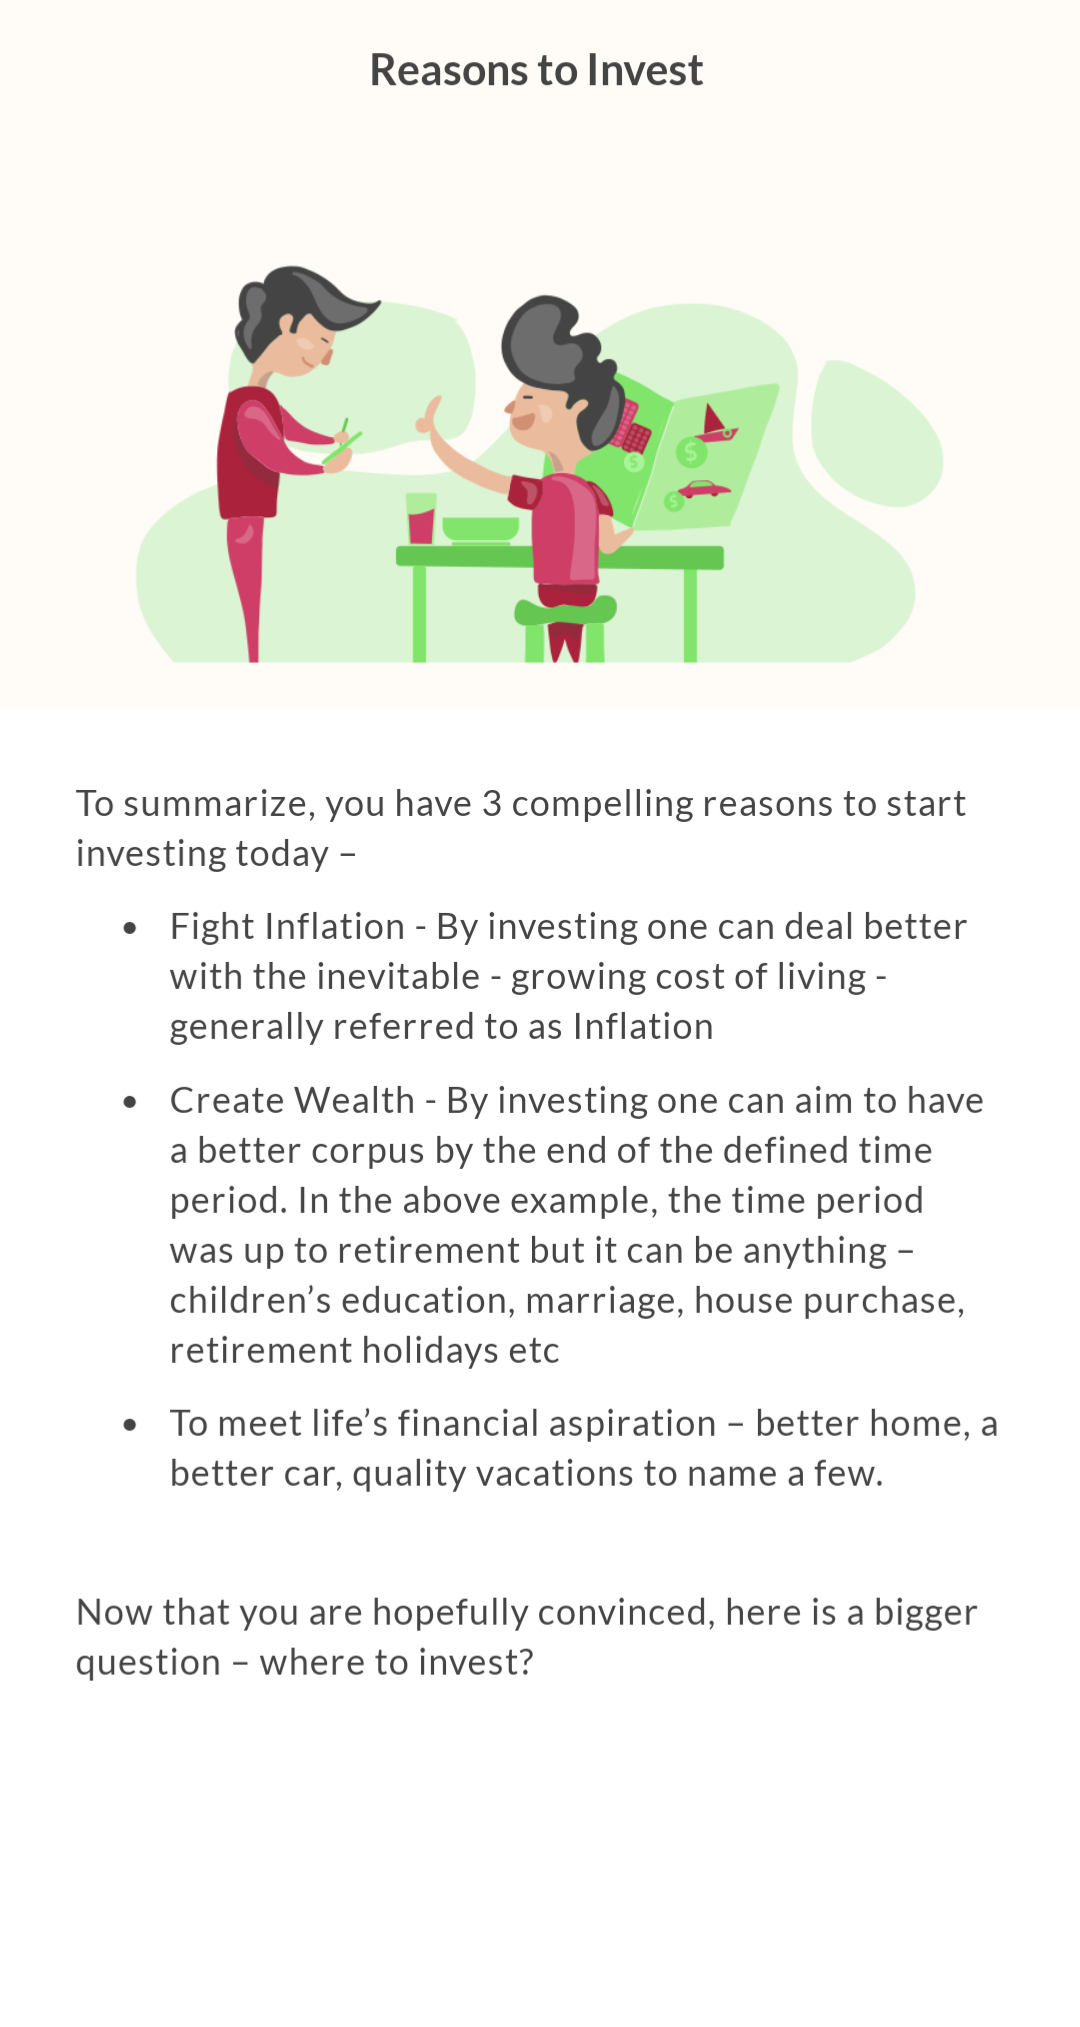 Reasons to Invest
$
$
$
To summarize, you have 3 compelling reasons to start
investing today –
• Fight Inflation - By investing one can deal better
with the inevitable - growing cost of living -
generally referred to as Inflation
• Create Wealth - By investing one can aim to have
a better corpus by the end of the defined time
period. In the above example, the time period
was up to retirement but it can be anything –
children’s education, marriage, house purchase,
retirement holidays etc
• To meet life’s financial aspiration – better home, a
better car, quality vacations to name a few.
Now that you are hopefully convinced, here is a bigger
question – where to invest?